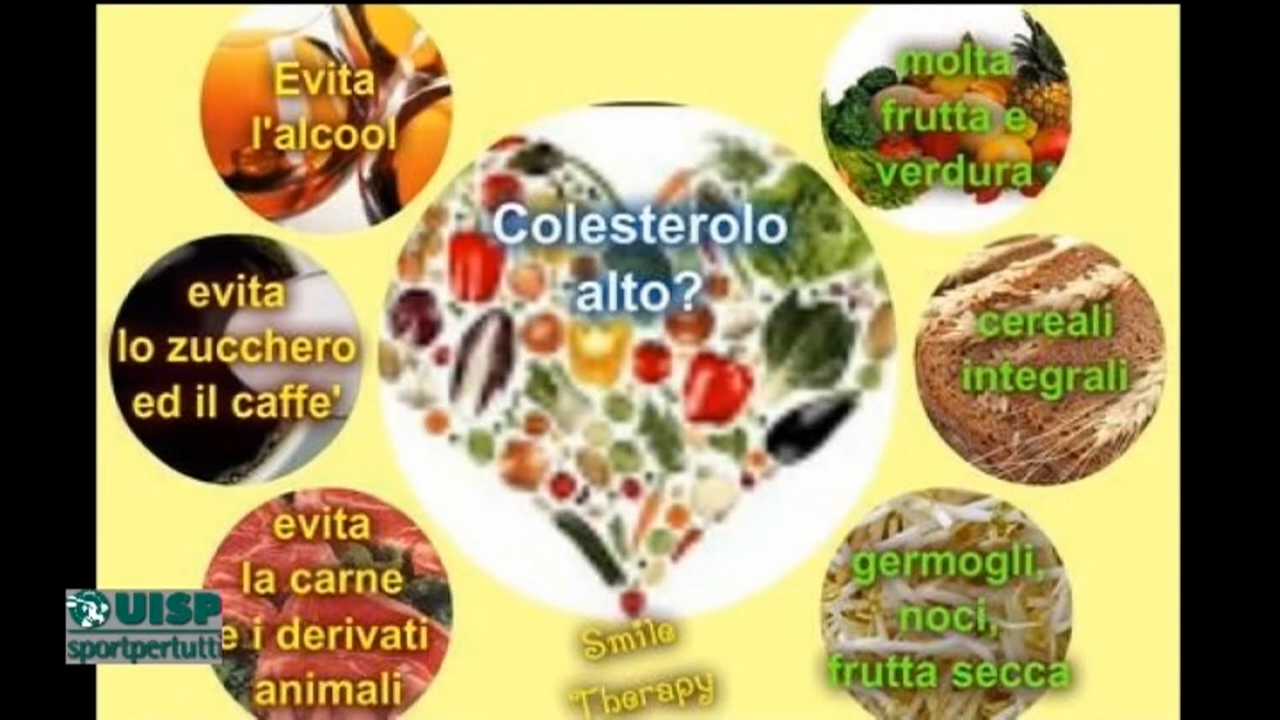 Evita
l'alcool
molta
frutta e
verdura
Colesterolo
alto?
evita
lo zucchero
ed il caffe'
cereali
integrali
evita
la carne
e i derivati
animali
germogli,
noci,
frutta secca
UISP
sportpertutti
Smile
Therapy